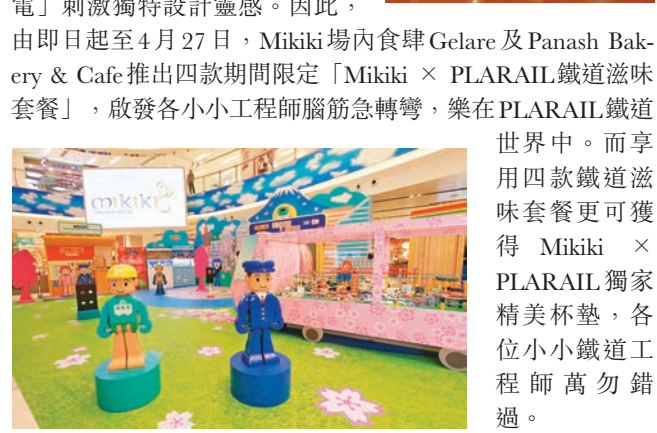 電」刺激獨特設計靈感。因此，
由即日起至4月27日，Mikiki場內食肆Gelare及Panash Bak-
ery & Cafe推出四款期間限定「Mikiki × PLARAIL鐵道滋味
套餐」，啟發各小小工程師腦筋急轉彎，樂在PLARAIL鐵道
世界中。而享
用四款鐵道滋
味套餐更可獲
得 Mikiki ×
PLARAIL獨家
精美杯墊，各
位小小鐵道工
程師萬勿錯
過。
mikiki